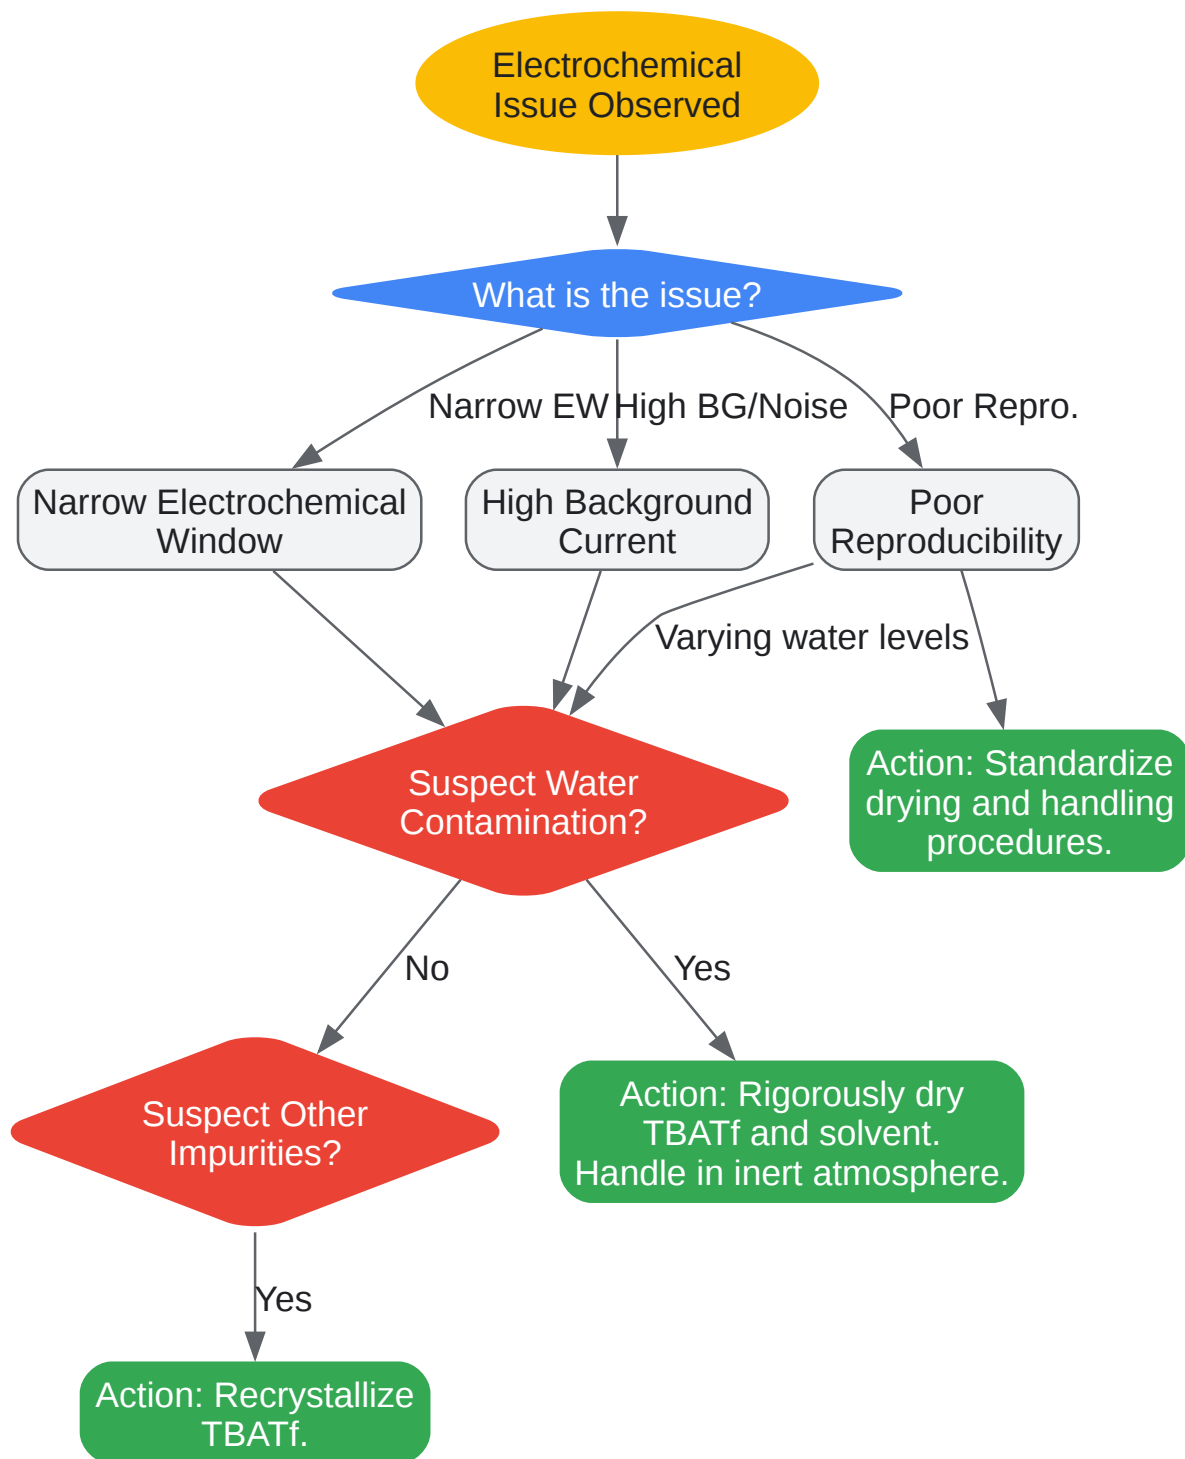 Electrochemical
Issue Observed
What is the issue?
Narrow EW
High BG/Noise
Poor Repro.
Narrow Electrochemical
Window
High Background
Current
Poor
Reproducibility
Varying water levels
Suspect Water
Contamination?
Action: Standardize
drying and handling
procedures.
No
Yes
Suspect Other
Impurities?
Action: Rigorously dry
TBATf and solvent.
Handle in inert atmosphere.
Yes
Action: Recrystallize
TBATf.